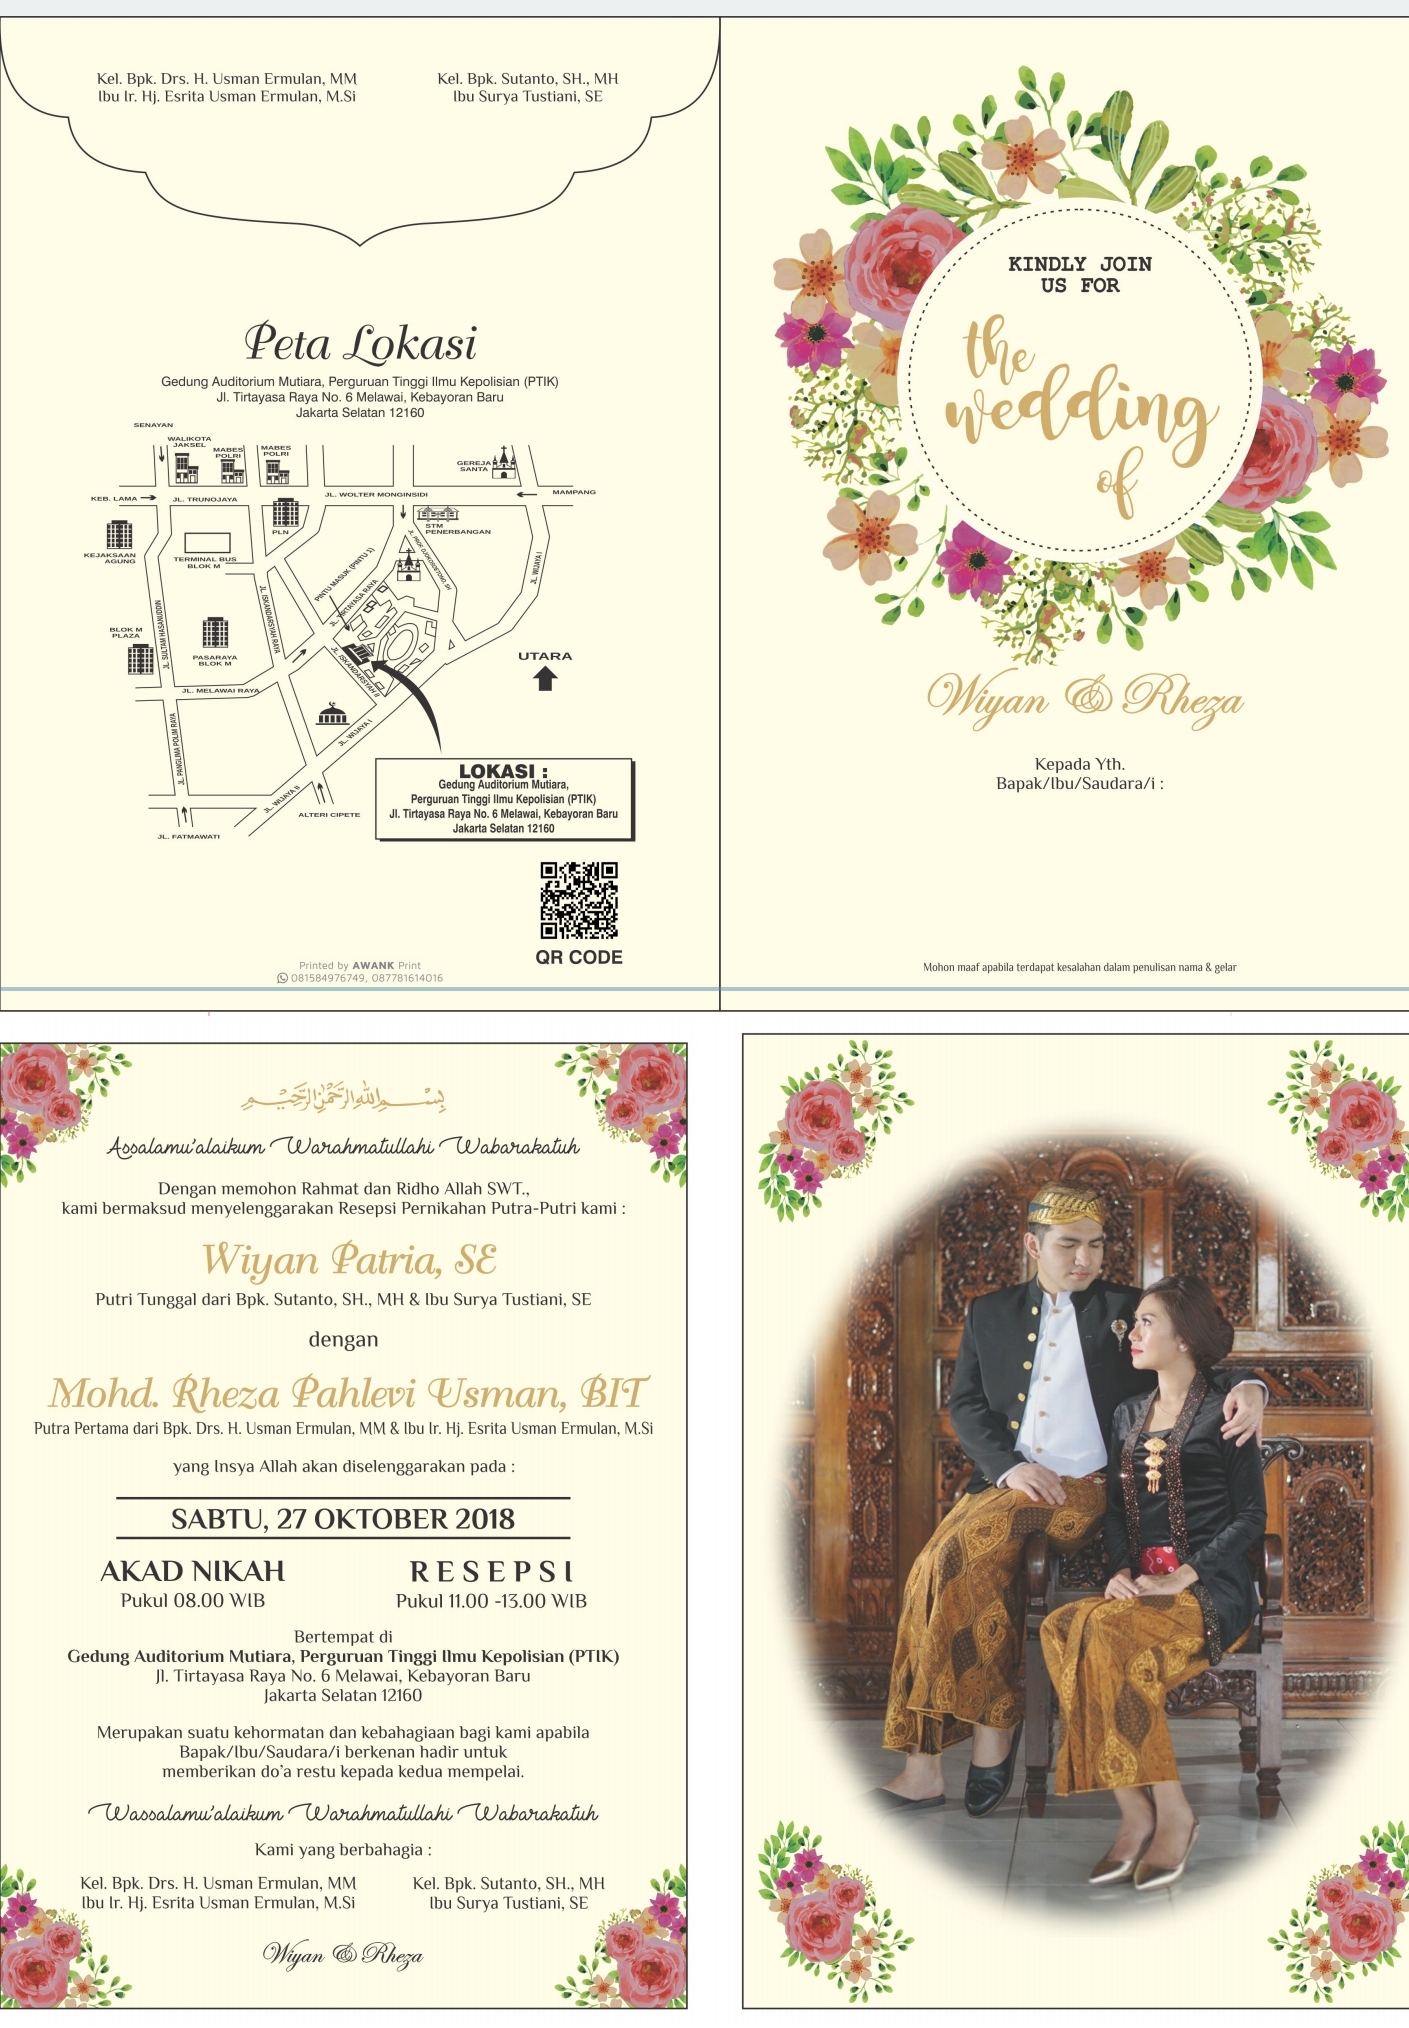 Kel. Bpk. Drs. H. Usman Ermulan, MM
Ibu Ir. Hj. Esrita Usman Ermulan, M.Si
Kel. Bpk. Sutanto, SH., MH
Ibu Surya Tustiani, SE
Peta Lokasi
Gedung Auditorium Mutiara, Perguruan Tinggi Ilmu Kepolisian (PTIK)
Jl. Tirtayasa Raya No. 6 Melawai, Kebayoran Baru
Jakarta Selatan 12160
SENAYAN
WALIKOTA
JAKSEL
MABES
POLRI
MABES
POLRI
GEREJA
SANTA
KEB. LAMA
JL. TRUNOJAYA
JL. WOLTER MONGINSIDI
MAMPANG
PLN
STM
PENERBANGAN
KEJAKSAAN
AGUNG
TERMINAL BUS
BLOK M
PINTU MASUK (PINTU 1)
JL. TIRTAYASA RAYA
JL. WIJAYA I
JL. SULTAM HASANUDDIN
JL. ISKANDARSYAH RAYA
BLOK M
PLAZA
PASARAYA
BLOK M
JL. ISKANDARSYAH II
UTARA
JL. MELAWAI RAYA
JL. PANGLIMA POLIM RAYA
JL. WIJAYA I
JL. WIJAYA II
ALTERI CIPETE
JL. FATMAWATI
LOKASI :
Gedung Auditorium Mutiara,
Perguruan Tinggi Ilmu Kepolisian (PTIK)
Jl. Tirtayasa Raya No. 6 Melawai, Kebayoran Baru
Jakarta Selatan 12160
QR CODE
Printed by AWANK Print
081584976749, 087781614016
KINDLY JOIN
US FOR
the
wedding
of
Wiyan & Rheza
Kepada Yth.
Bapak/Ibu/Saudara/i :
Mohon maaf apabila terdapat kesalahan dalam penulisan nama & gelar
بسم الله الرحمن الرحيم
Assalamu'alaikum Warahmatullahi Wabarakatuh
Dengan memohon Rahmat dan Ridho Allah SWT.,
kami bermaksud menyelenggarakan Resepsi Pernikahan Putra-Putri kami :
Wiyan Patria, SE
Putri Tunggal dari Bpk. Sutanto, SH., MH & Ibu Surya Tustiani, SE
dengan
Mohd. Rheza Pahlevi Usman, BIT
Putra Pertama dari Bpk. Drs. H. Usman Ermulan, MM & Ibu Ir. Hj. Esrita Usman Ermulan, M.Si
yang Insya Allah akan diselenggarakan pada :
SABTU, 27 OKTOBER 2018
AKAD NIKAH
Pukul 08.00 WIB
RESEPSI
Pukul 11.00 -13.00 WIB
Bertempat di
Gedung Auditorium Mutiara, Perguruan Tinggi Ilmu Kepolisian (PTIK)
Jl. Tirtayasa Raya No. 6 Melawai, Kebayoran Baru
Jakarta Selatan 12160
Merupakan suatu kehormatan dan kebahagiaan bagi kami apabila
Bapak/Ibu/Saudara/i berkenan hadir untuk
memberikan do'a restu kepada kedua mempelai.
Wassalamu'alaikum Warahmatullahi Wabarakatuh
Kami yang berbahagia :
Kel. Bpk. Drs. H. Usman Ermulan, MM
Ibu Ir. Hj. Esrita Usman Ermulan, M.Si
Kel. Bpk. Sutanto, SH., MH
Ibu Surya Tustiani, SE
Wiyan & Rheza